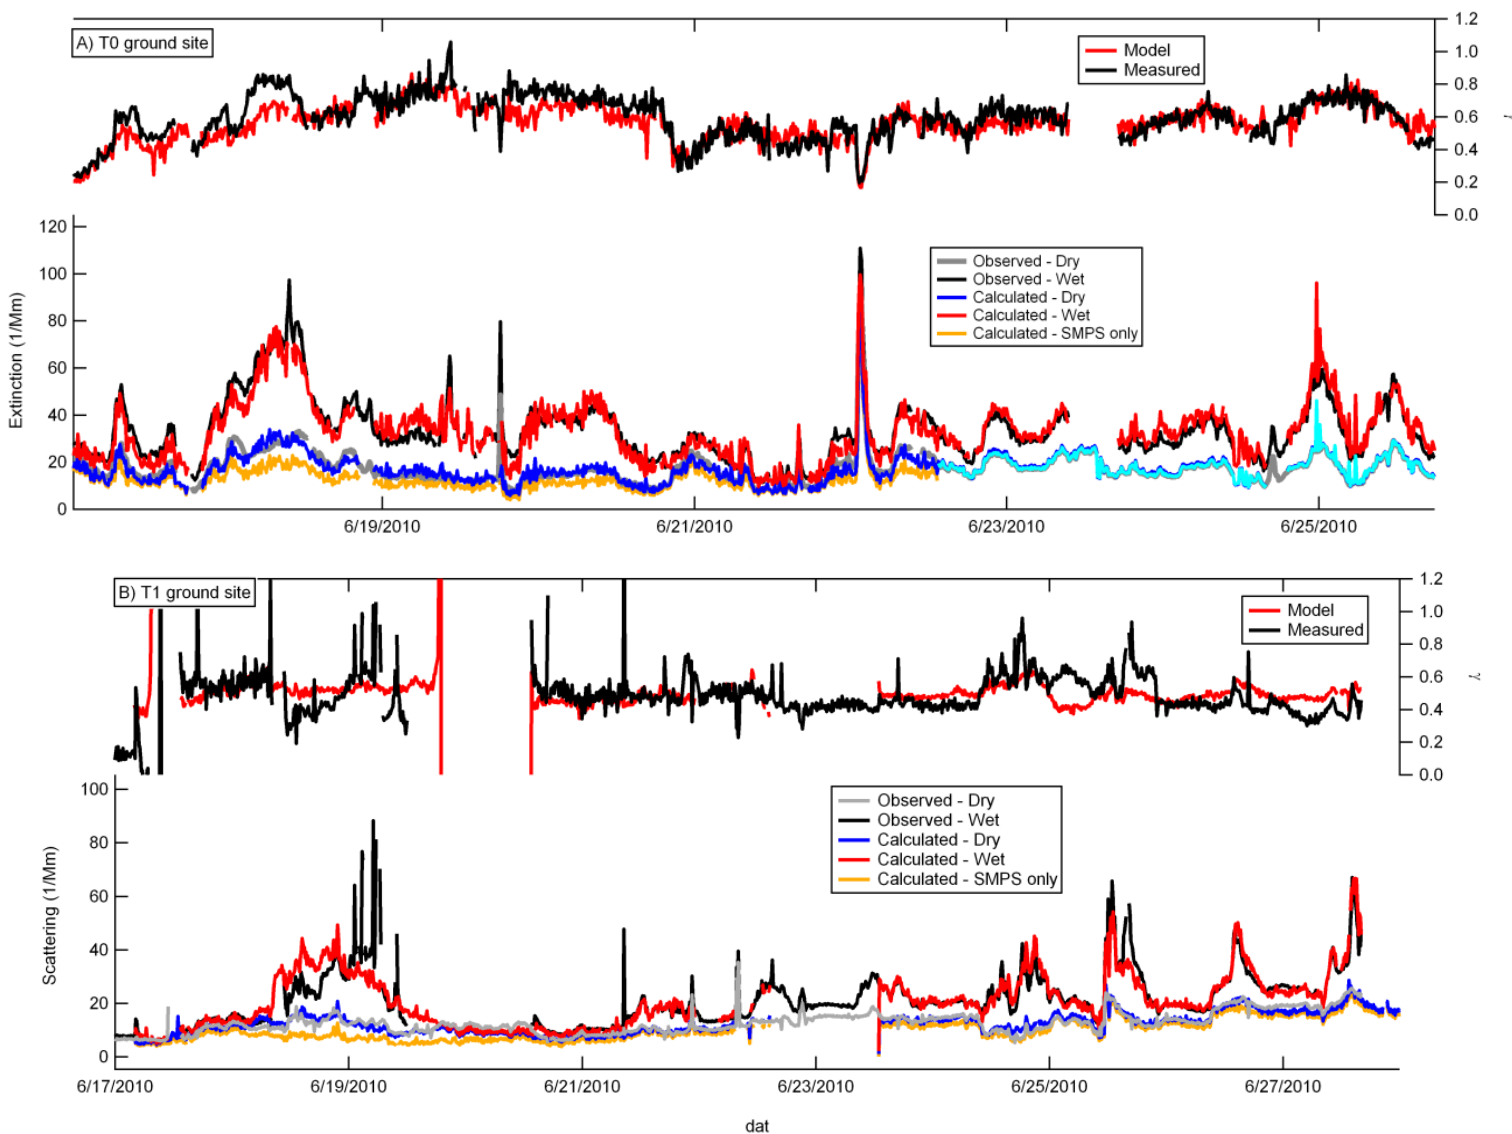 A) T0 ground site
Model
Measured
1.2
1.0
0.8
0.6
0.4
0.2
0.0
γ
120
100
80
60
40
20
0
Extinction (1/Mm)
Observed - Dry
Observed - Wet
Calculated - Dry
Calculated - Wet
Calculated - SMPS only
6/19/2010
6/21/2010
6/23/2010
6/25/2010
B) T1 ground site
Model
Measured
1.2
1.0
0.8
0.6
0.4
0.2
0.0
γ
100
80
60
40
20
0
Scattering (1/Mm)
Observed - Dry
Observed - Wet
Calculated - Dry
Calculated - Wet
Calculated - SMPS only
6/17/2010
6/19/2010
6/21/2010
6/23/2010
6/25/2010
6/27/2010
dat